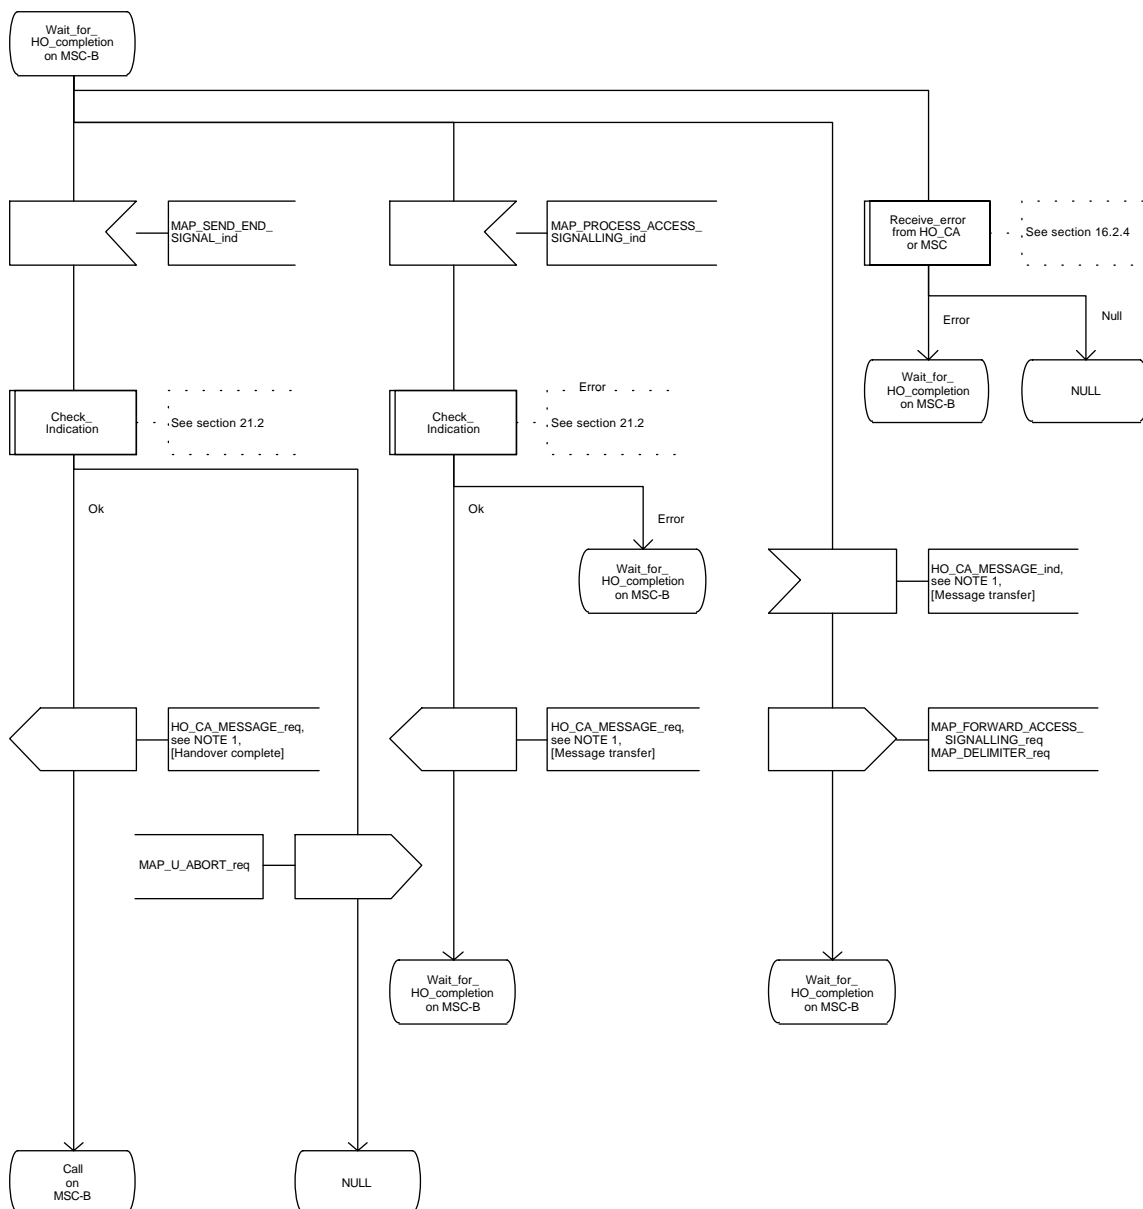 Wait_for_
HO_completion
on MSC-B
MAP_SEND_END_
SIGNAL_ind
MAP_PROCESS_ACCESS_
SIGNALLING_ind
Receive_error
from HO_CA
or MSC
See section 16.2.4
Error
Null
Wait_for_
HO_completion
on MSC-B
NULL
Check_
Indication
See section 21.2
Error
Check_
Indication
See section 21.2
Ok
Ok
Error
Wait_for_
HO_completion
on MSC-B
HO_CA_MESSAGE_ind,
see NOTE 1,
[Message transfer]
HO_CA_MESSAGE_req,
see NOTE 1,
[Handover complete]
HO_CA_MESSAGE_req,
see NOTE 1,
[Message transfer]
MAP_FORWARD_ACCESS_
SIGNALLING_req
MAP_DELIMITER_req
MAP_U_ABORT_req
Wait_for_
HO_completion
on MSC-B
Wait_for_
HO_completion
on MSC-B
Call
on
MSC-B
NULL